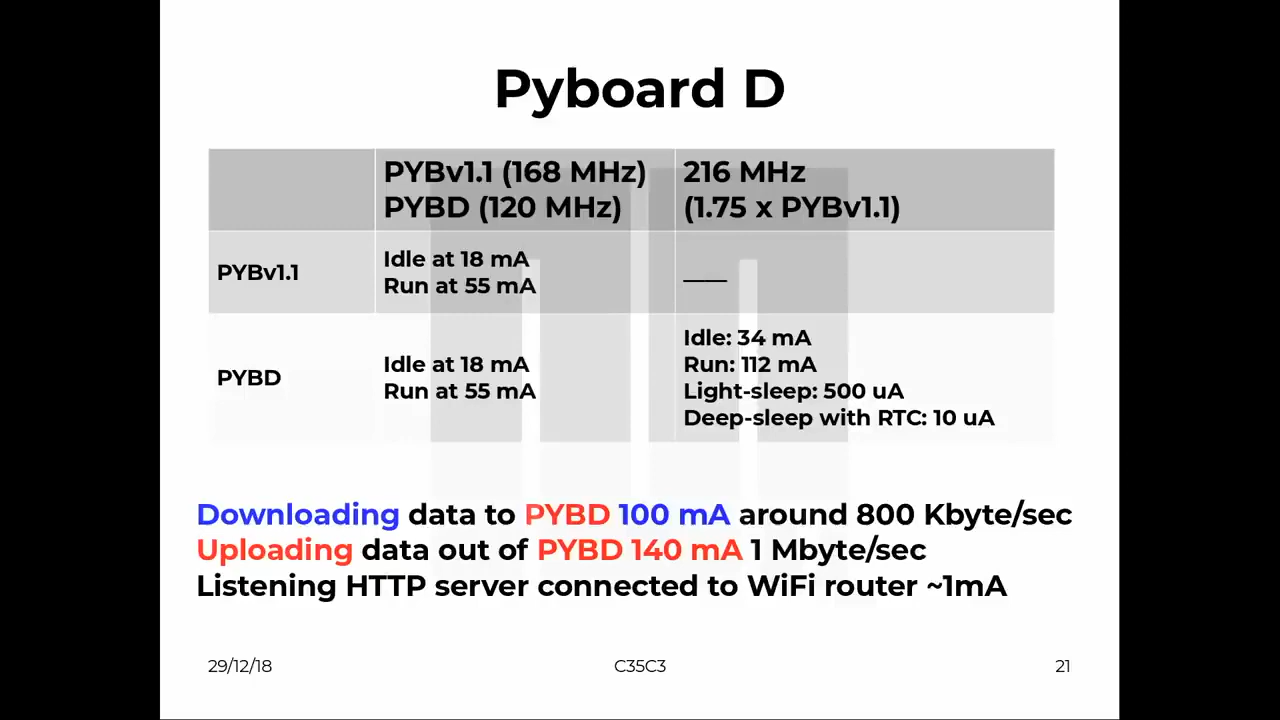 Pyboard D
PYBv1.1 (168 MHz)
PYBD (120 MHz)
216 MHz
(1.75 x PYBv1.1)
PYBv1.1
Idle at 18 mA
Run at 55 mA
——
PYBD
Idle at 18 mA
Run at 55 mA
Idle: 34 mA
Run: 112 mA
Light-sleep: 500 uA
Deep-sleep with RTC: 10 uA
Downloading data to PYBD 100 mA around 800 Kbyte/sec
Uploading data out of PYBD 140 mA 1 Mbyte/sec
Listening HTTP server connected to WiFi router ~1mA
29/12/18
C35C3
21